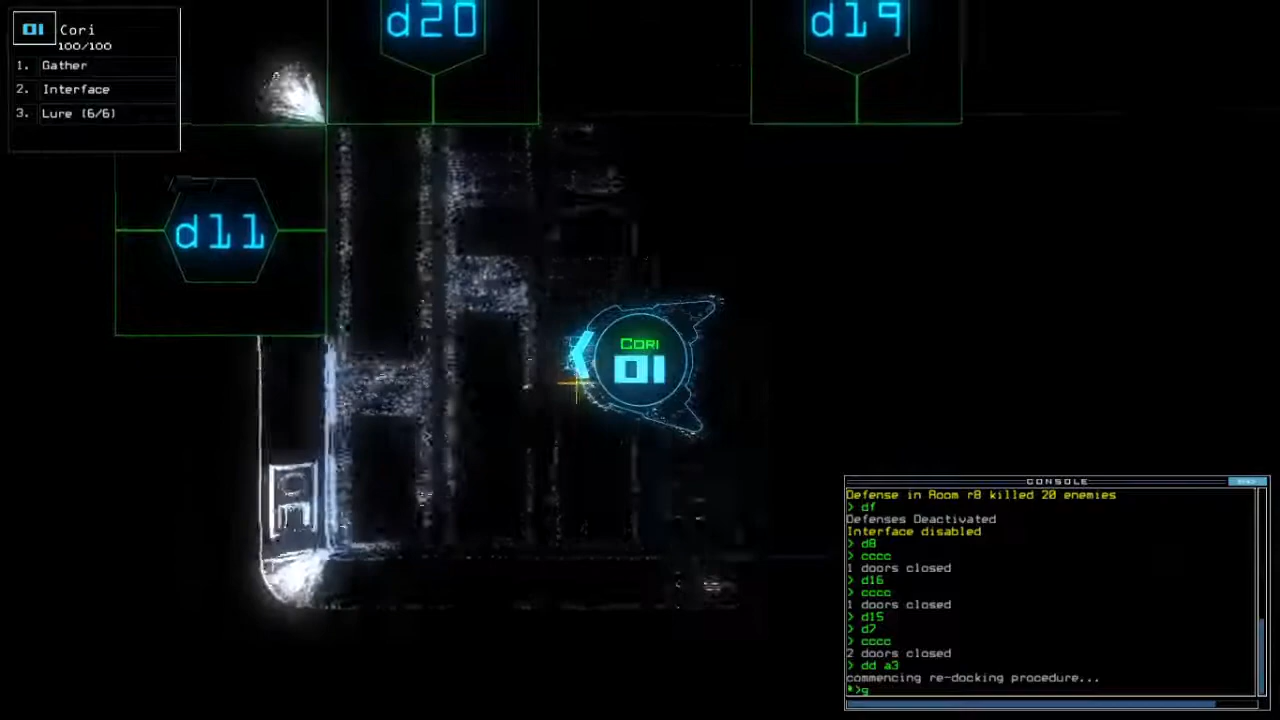 01 Cori
100/100
1. Gather
2. Interface
3. Lure (6/6)
d20
d19
d11
Cori
01
CONSOLE
Defense in Room r8 killed 20 enemies
> df
Defenses Deactivated
Interface disabled
> d8
> cccc
1 doors closed
> d16
> cccc
1 doors closed
> d15
> d7
> cccc
2 doors closed
> dd a3
commencing re-docking procedure...
>g